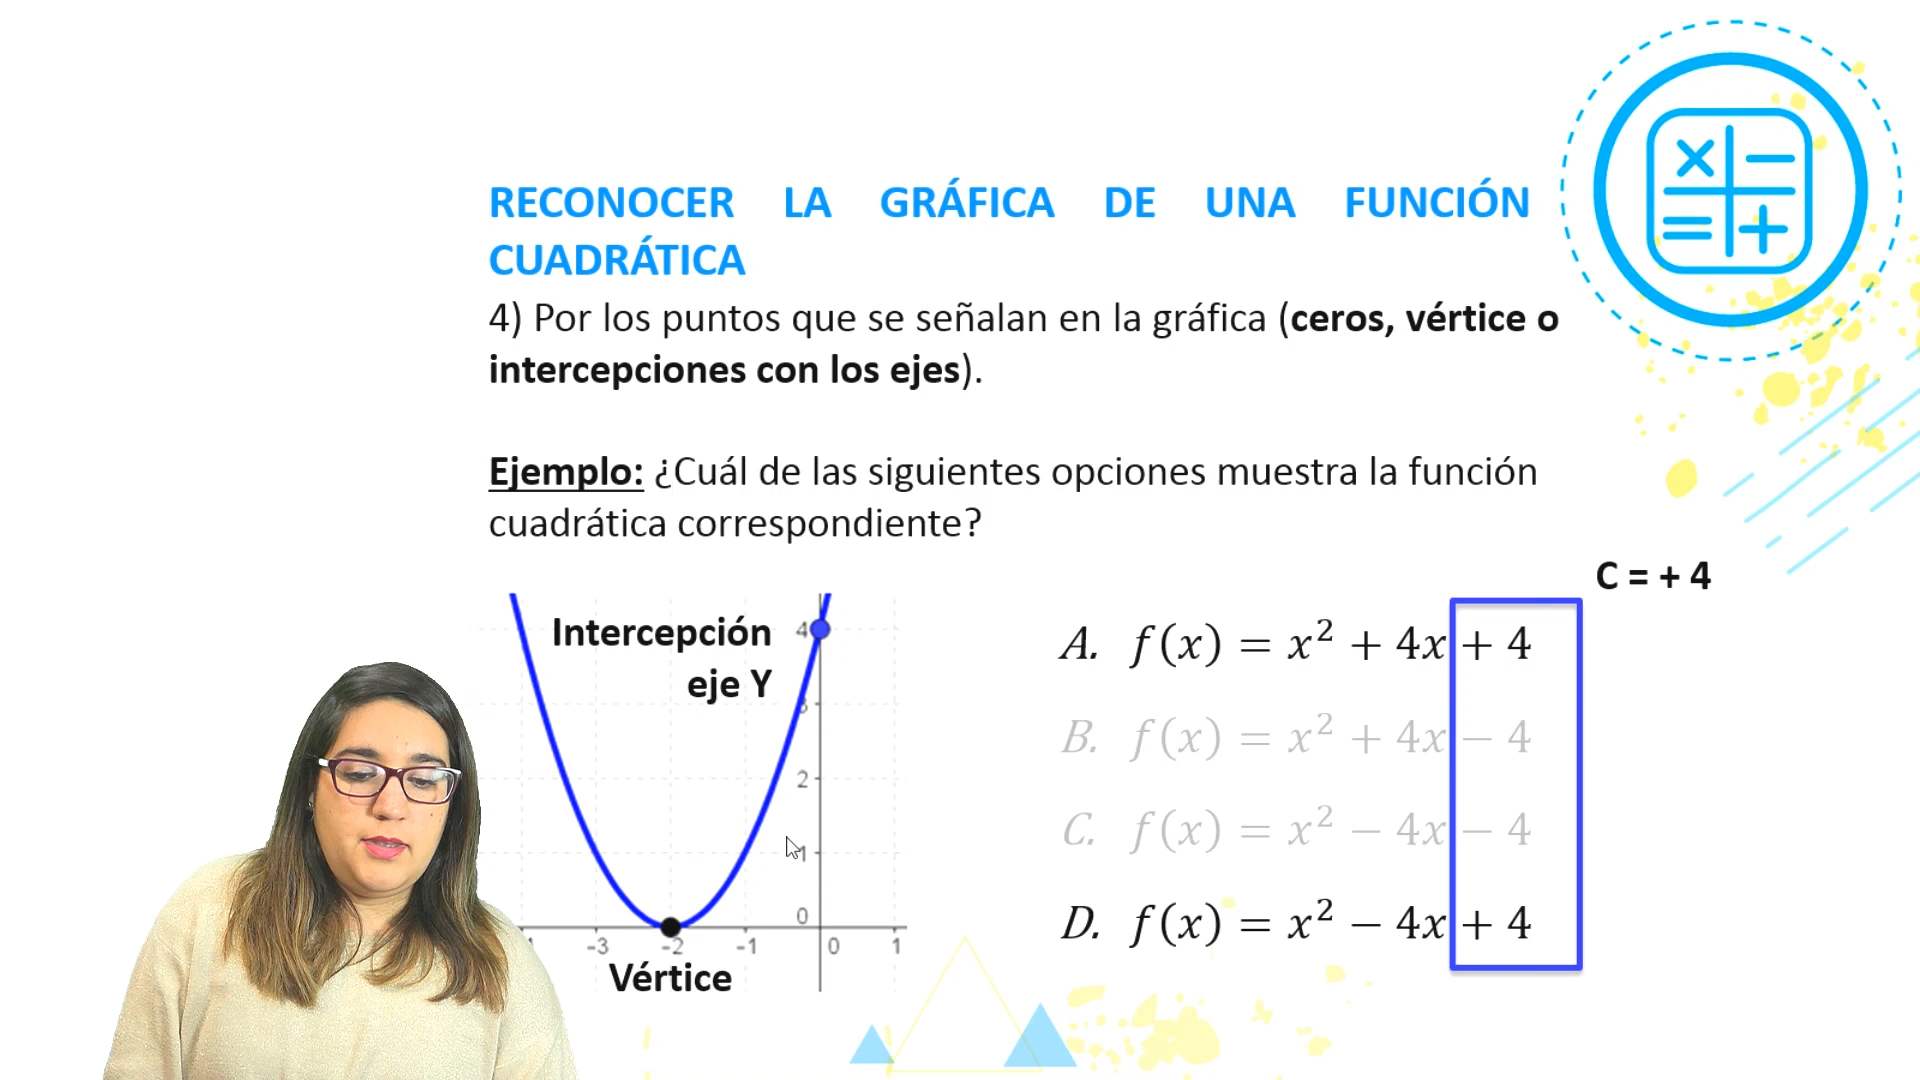 RECONOCER LA GRÁFICA DE UNA FUNCIÓN
CUADRÁTICA
4) Por los puntos que se señalan en la gráfica (ceros, vértice o
intercepciones con los ejes).
Ejemplo: ¿Cuál de las siguientes opciones muestra la función
cuadrática correspondiente?
C = + 4
Intercepción
eje Y
4
3
2
1
0
-3 -2 -1 0 1
Vértice
A. f(x) = x² + 4x + 4
B. f(x) = x² + 4x − 4
C. f(x) = x² − 4x − 4
D. f(x) = x² − 4x + 4